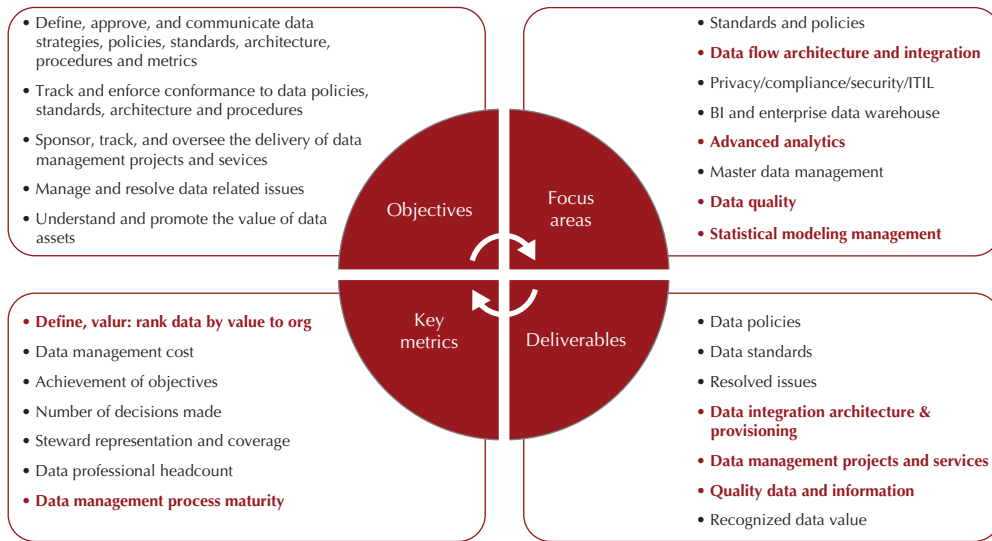 • Define, approve, and communicate data
strategies, policies, standards, architecture,
procedures and metrics
• Track and enforce conformance to data policies,
standards, architecture and procedures
• Sponsor, track, and oversee the delivery of data
management projects and sevices
• Manage and resolve data related issues
• Understand and promote the value of data
assets
• Standards and policies
• Data flow architecture and integration
• Privacy/compliance/security/ITIL
• BI and enterprise data warehouse
• Advanced analytics
• Master data management
• Data quality
• Statistical modeling management
Objectives
Focus
areas
Key
metrics
Deliverables
• Define, valur: rank data by value to org
• Data management cost
• Achievement of objectives
• Number of decisions made
• Steward representation and coverage
• Data professional headcount
• Data management process maturity
• Data policies
• Data standards
• Resolved issues
• Data integration architecture &
provisioning
• Data management projects and services
• Quality data and information
• Recognized data value